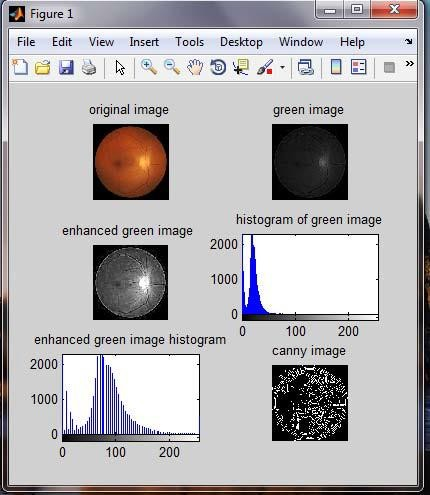 Figure 1
File Edit View Insert Tools Desktop Window Help
original image
green image
enhanced green image
histogram of green image
2000
1000
0
0 100 200
enhanced green image histogram
2000
1000
0
0 100 200
canny image